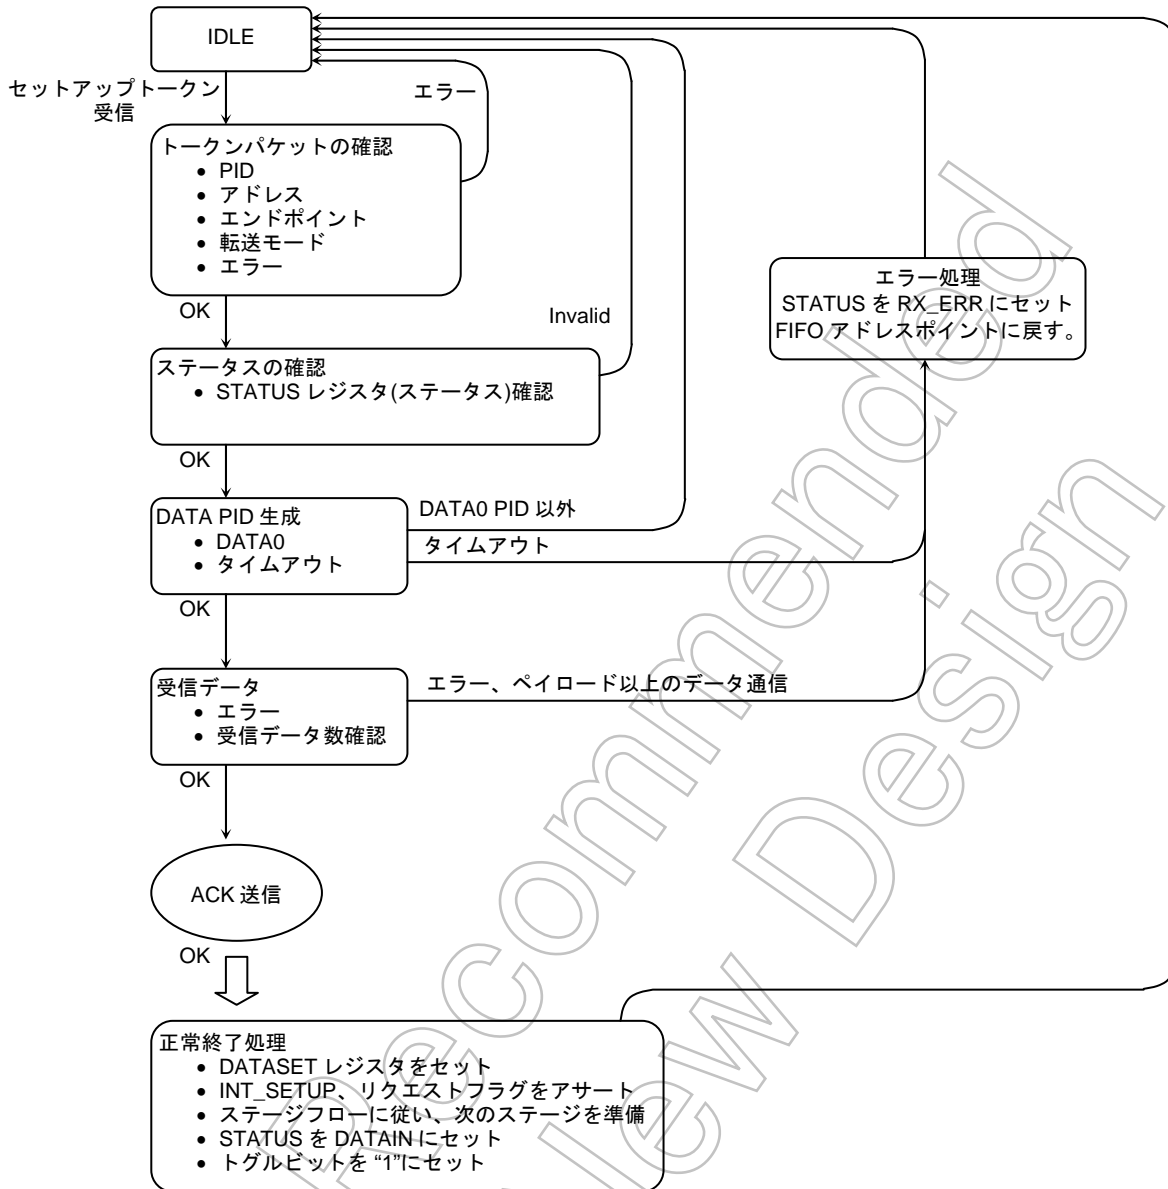 IDLE
セットアップトークン
受信
エラー
トークンパケットの確認
• PID
• アドレス
• エンドポイント
• 転送モード
• エラー
OK
Invalid
エラー処理
STATUS を RX_ERR にセット
FIFO アドレスポイントに戻す。
ステータスの確認
• STATUS レジスタ(ステータス)確認
OK
DATA PID 生成
• DATA0
• タイムアウト
DATA0 PID 以外
タイムアウト
OK
受信データ
• エラー
• 受信データ数確認
エラー、ペイロード以上のデータ通信
OK
ACK 送信
OK
正常終了処理
• DATASET レジスタをセット
• INT_SETUP、リクエストフラグをアサート
• ステージフローに従い、次のステージを準備
• STATUS を DATAIN にセット
• トグルビットを “1”にセット
Recommended
New Design